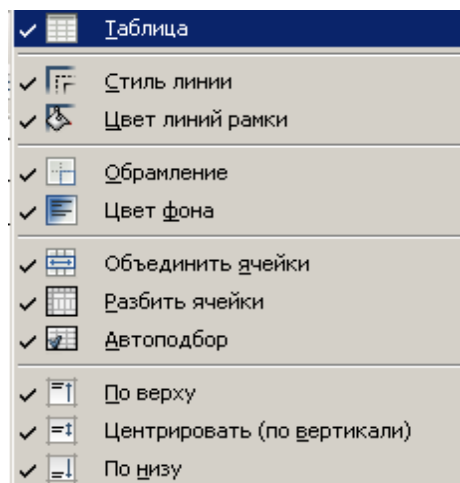 Таблица
Стиль линии
Цвет линий рамки
Обрамление
Цвет фона
Объединить ячейки
Разбить ячейки
Автоподбор
По верху
Центрировать (по вертикали)
По низу